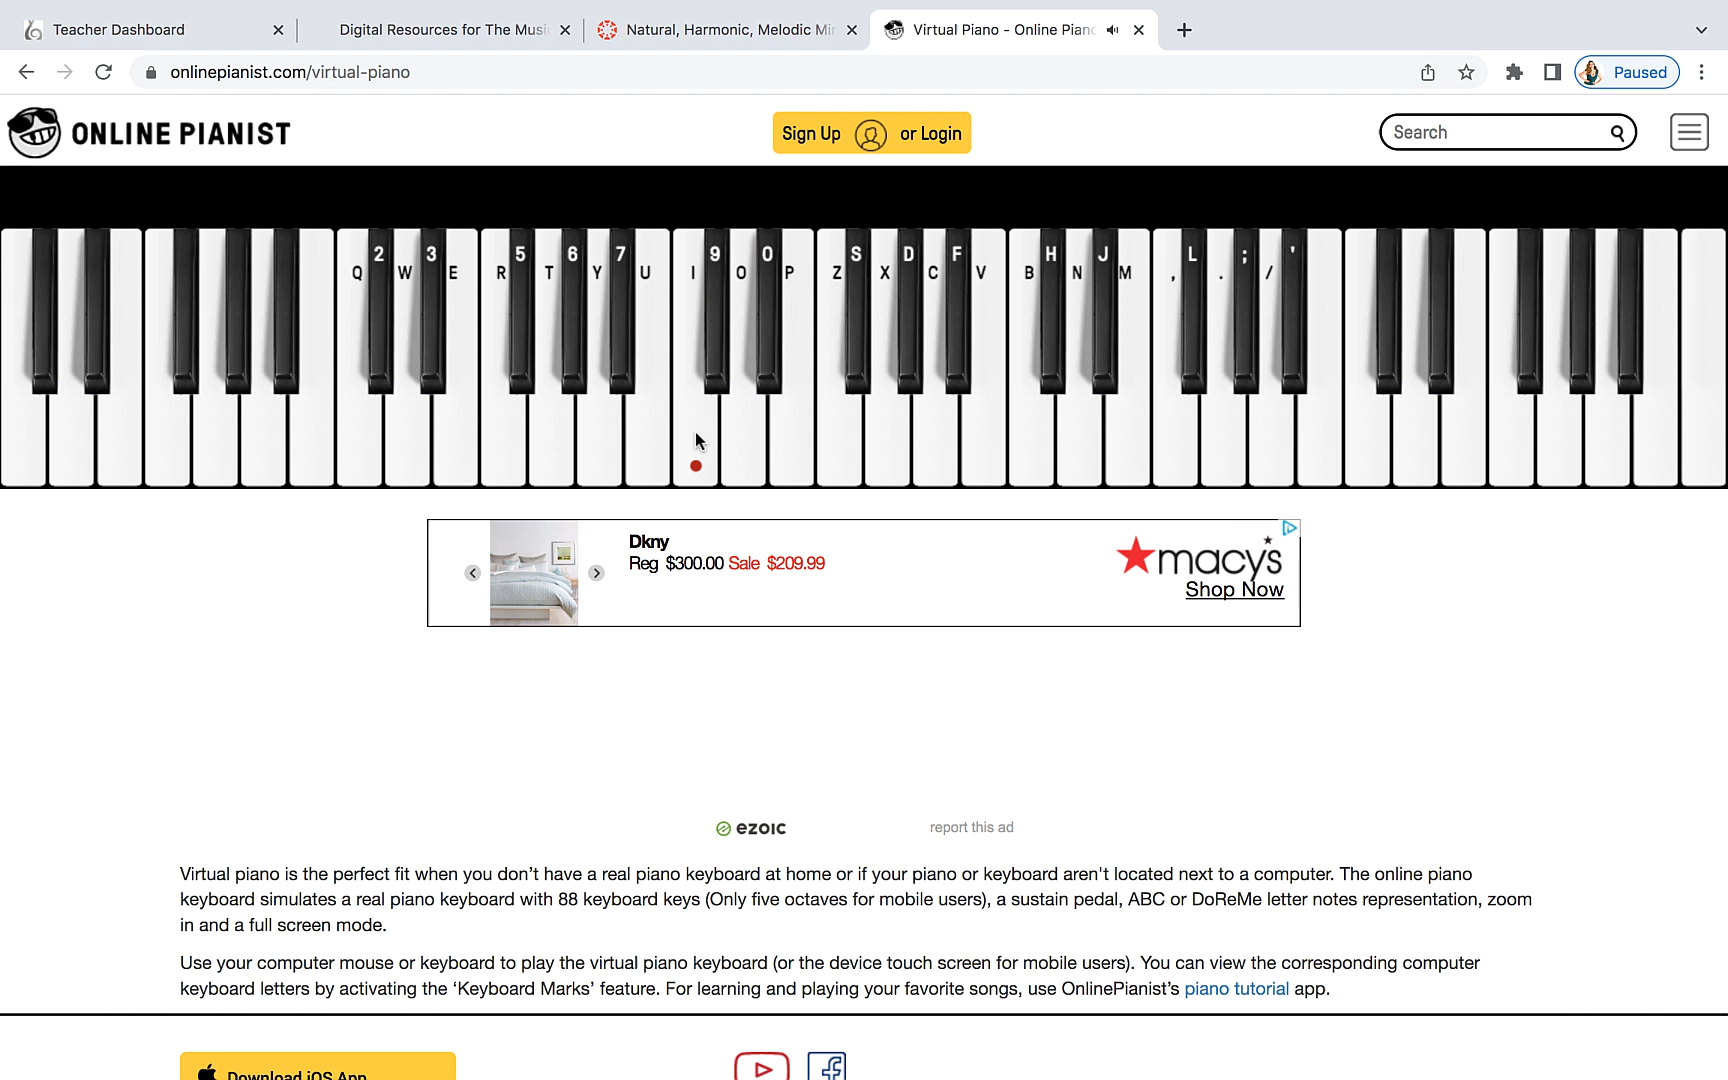 Teacher Dashboard
Digital Resources for The Musi
Natural, Harmonic, Melodic Mi
Virtual Piano - Online Piano
onlinepianist.com/virtual-piano
Paused
ONLINE PIANIST
Sign Up or Login
Search
2 3 5 6 7 9 0 S D F H J L ; '
Q W E R T Y U I O P Z X C V B N M , . /
Dkny
Reg $300.00 Sale $209.99
macy's
Shop Now
ezoic
report this ad
Virtual piano is the perfect fit when you don’t have a real piano keyboard at home or if your piano or keyboard aren't located next to a computer. The online piano
keyboard simulates a real piano keyboard with 88 keyboard keys (Only five octaves for mobile users), a sustain pedal, ABC or DoReMe letter notes representation, zoom
in and a full screen mode.
Use your computer mouse or keyboard to play the virtual piano keyboard (or the device touch screen for mobile users). You can view the corresponding computer
keyboard letters by activating the ‘Keyboard Marks’ feature. For learning and playing your favorite songs, use OnlinePianist’s piano tutorial app.
Download iOS App